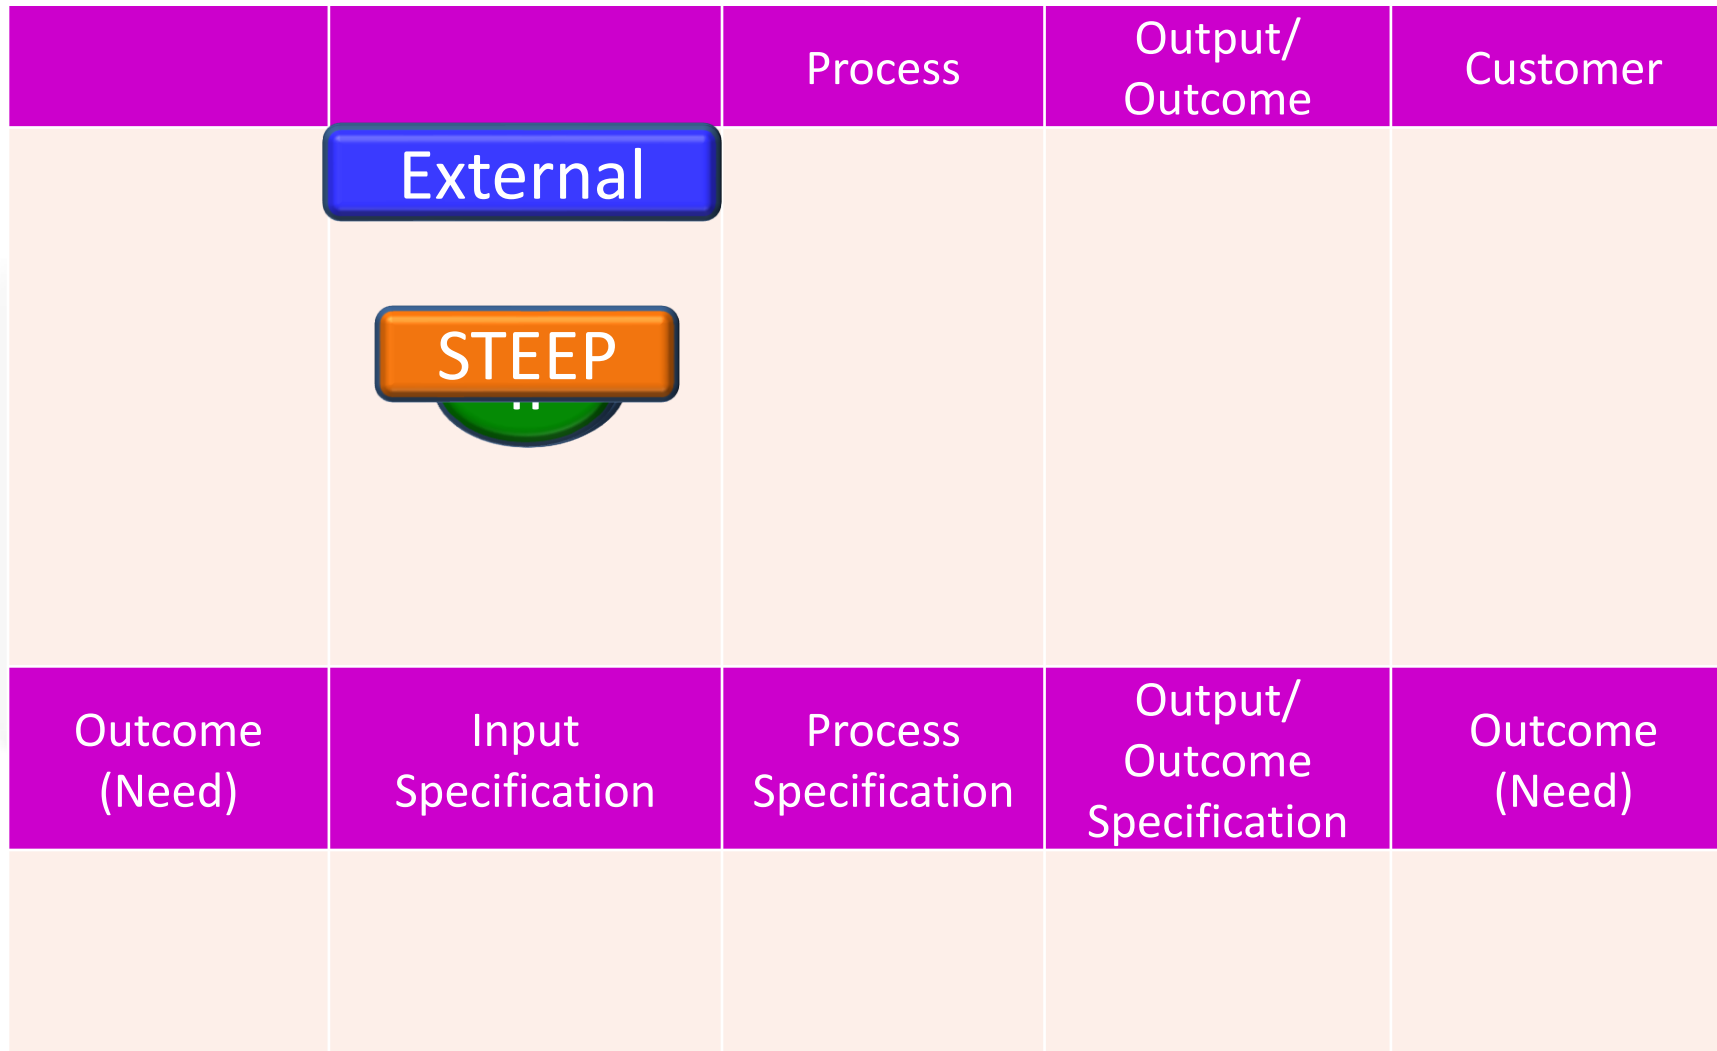 Process
Output/
Outcome
Customer
External
STEEP
Outcome
(Need)
Input
Specification
Process
Specification
Output/
Outcome
Specification
Outcome
(Need)